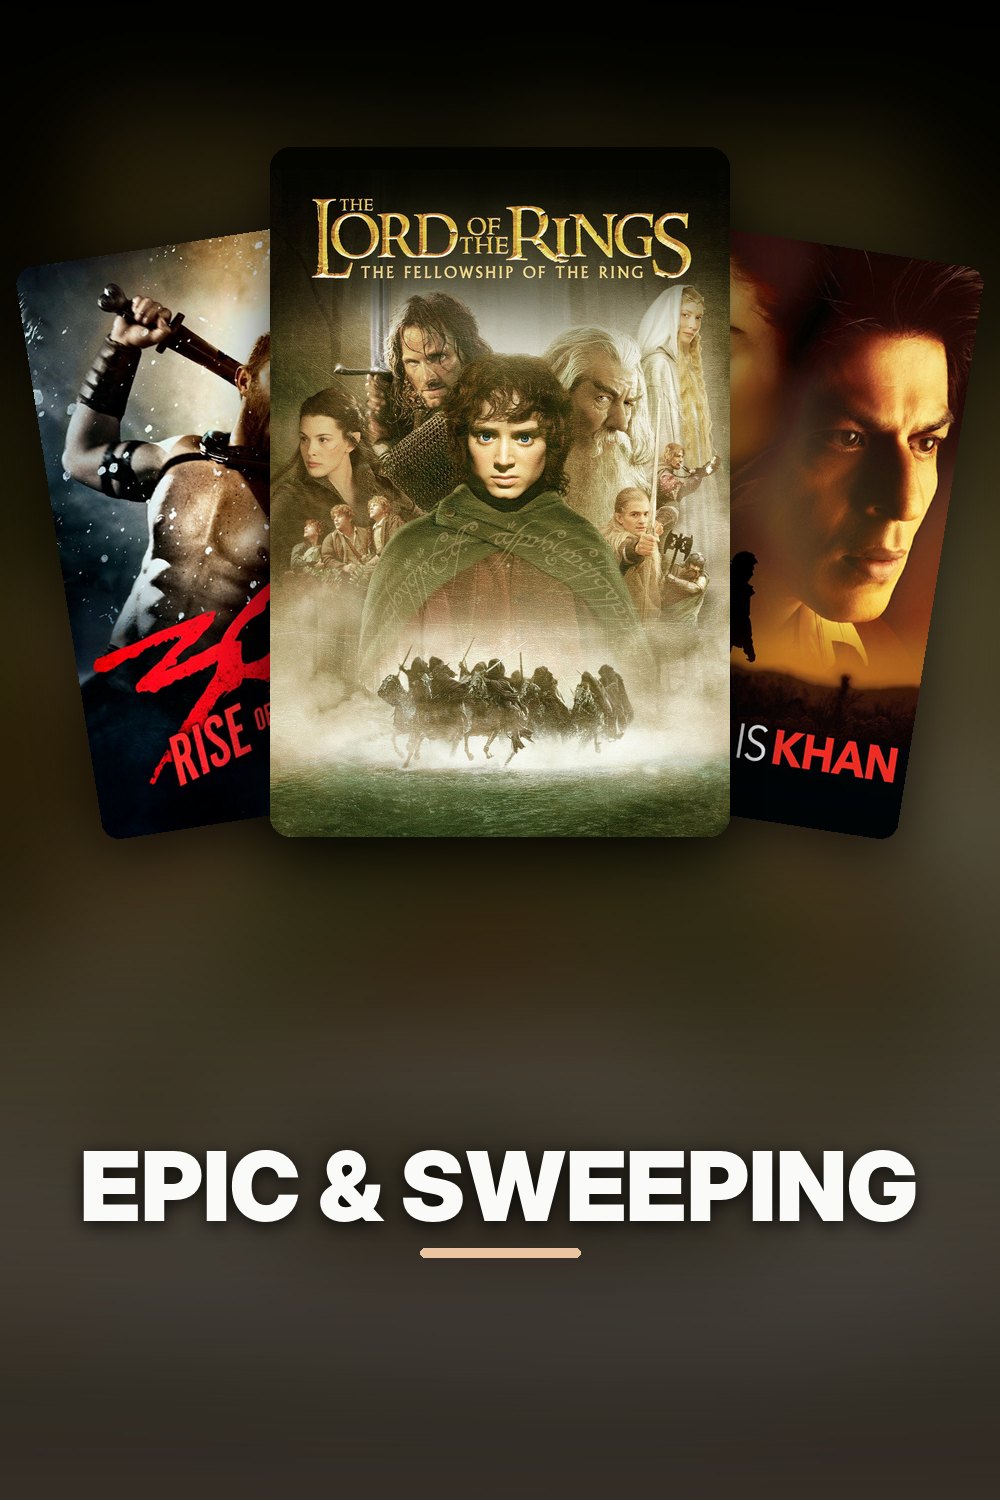 THE
LORD OF THE RINGS
THE FELLOWSHIP OF THE RING
RISE
IS KHAN
EPIC & SWEEPING